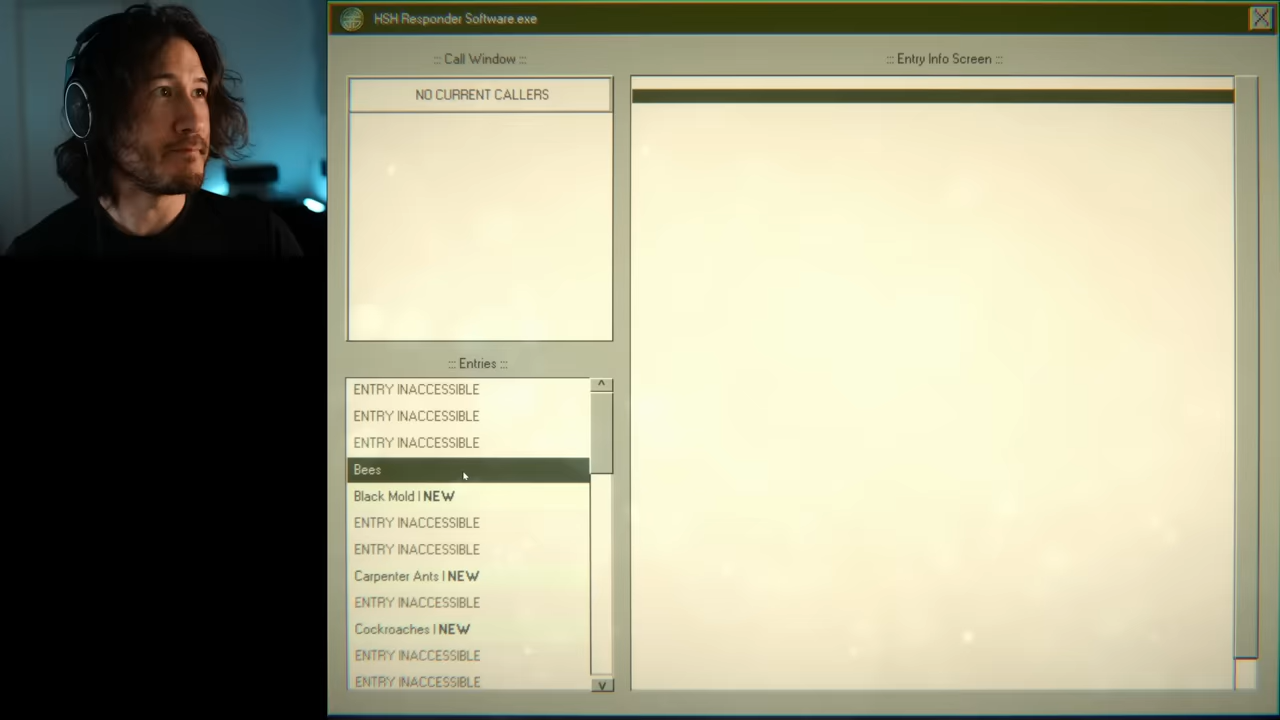 HSH Responder Software.exe
::: Call Window :::
NO CURRENT CALLERS
::: Entry Info Screen :::
::: Entries :::
ENTRY INACCESSIBLE
ENTRY INACCESSIBLE
ENTRY INACCESSIBLE
Bees
Black Mold | NEW
ENTRY INACCESSIBLE
ENTRY INACCESSIBLE
Carpenter Ants | NEW
ENTRY INACCESSIBLE
Cockroaches | NEW
ENTRY INACCESSIBLE
ENTRY INACCESSIBLE